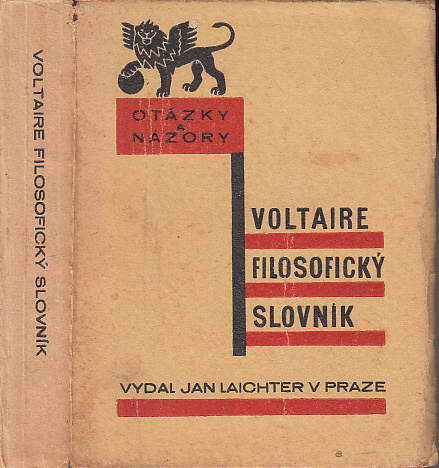 VOLTAIRE FILOSOFICKÝ SLOVNÍK
OTÁZKY
A
NÁZORY
VOLTAIRE
FILOSOFICKÝ
SLOVNÍK
VYDAL JAN LAICHTER V PRAZE